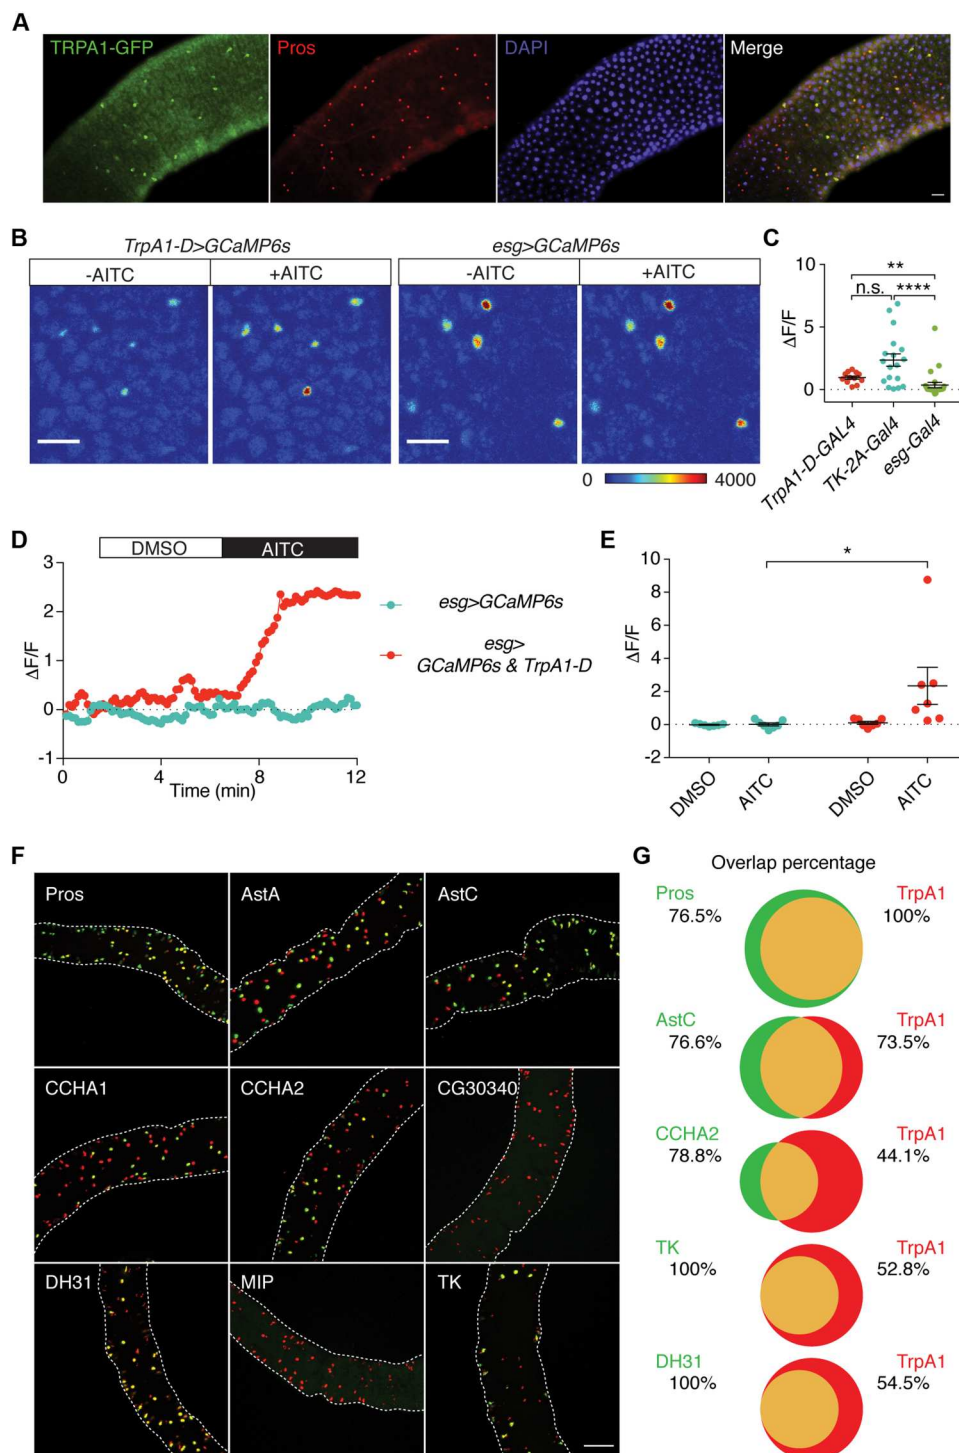 A
TRPA1-GFP Pros DAPI Merge
B
TrpA1-D>GCaMP6s esg>GCaMP6s
-AITC +AITC -AITC +AITC
0 4000
C
**
n.s. ****
10
5
0
ΔF/F
TrpA1-D-GAL4 TK-2A-Gal4 esg-Gal4
D
DMSO AITC
3
2
1
0
-1
ΔF/F
0 4 8 12
Time (min)
esg>GCaMP6s
esg>
GCaMP6s & TrpA1-D
E
*
10
8
6
4
2
0
-2
ΔF/F
DMSO AITC DMSO AITC
F
Pros AstA AstC
CCHA1 CCHA2 CG30340
DH31 MIP TK
G
Overlap percentage
Pros TrpA1
76.5% 100%
AstC TrpA1
76.6% 73.5%
CCHA2 TrpA1
78.8% 44.1%
TK TrpA1
100% 52.8%
DH31 TrpA1
100% 54.5%